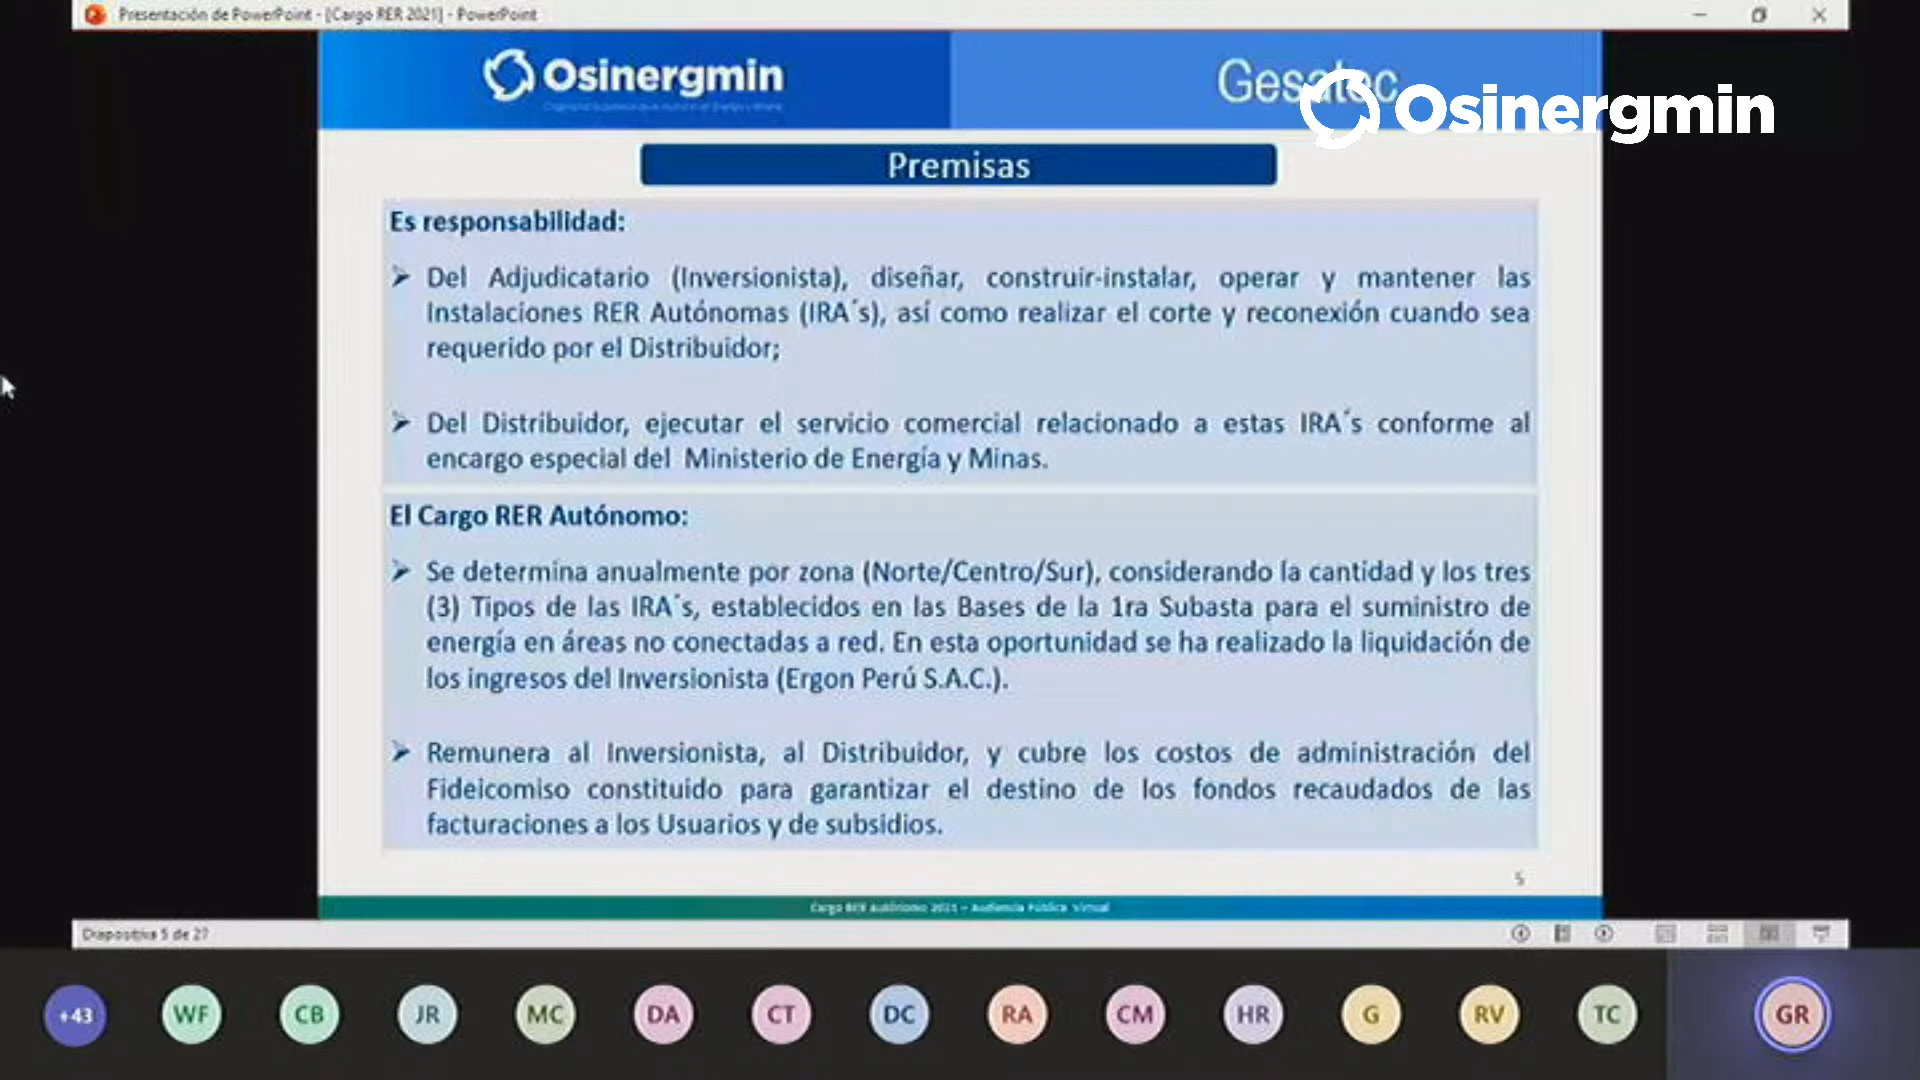 Presentación de PowerPoint - [Cargo RER 2021] - PowerPoint
Osinergmin
Gesatec
Osinergmin
Premisas
Es responsabilidad:
➤ Del Adjudicatario (Inversionista), diseñar, construir-instalar, operar y mantener las
Instalaciones RER Autónomas (IRA´s), así como realizar el corte y reconexión cuando sea
requerido por el Distribuidor;
➤ Del Distribuidor, ejecutar el servicio comercial relacionado a estas IRA´s conforme al
encargo especial del Ministerio de Energía y Minas.
El Cargo RER Autónomo:
➤ Se determina anualmente por zona (Norte/Centro/Sur), considerando la cantidad y los tres
(3) Tipos de las IRA´s, establecidos en las Bases de la 1ra Subasta para el suministro de
energía en áreas no conectadas a red. En esta oportunidad se ha realizado la liquidación de
los ingresos del Inversionista (Ergon Perú S.A.C.).
➤ Remunera al Inversionista, al Distribuidor, y cubre los costos de administración del
Fideicomiso constituido para garantizar el destino de los fondos recaudados de las
facturaciones a los Usuarios y de subsidios.
5
Cargo RER Autónomo 2021 – Audiencia Pública Virtual
Diapositiva 5 de 27
+43 WF CB JR MC DA CT DC RA CM HR G RV TC GR